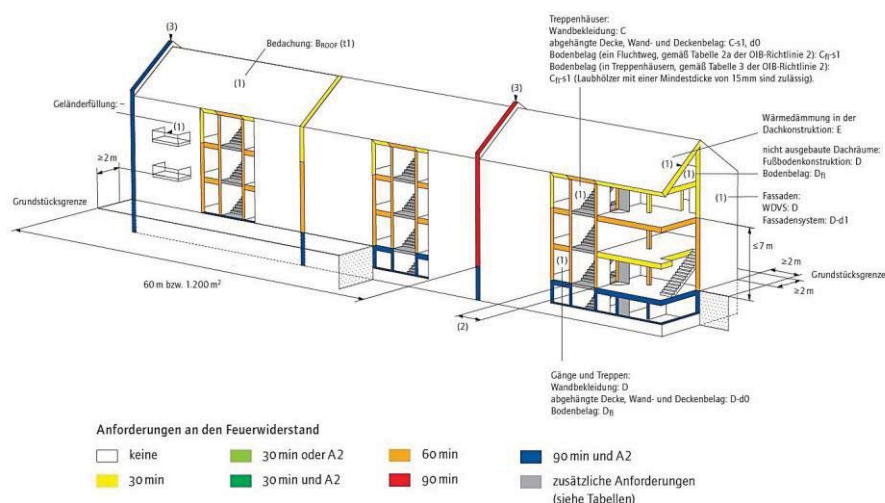 Treppenhäuser:
Wandbekleidung: C
abgehängte Decke, Wand- und Deckenbelag: C-s1, d0
Bodenbelag (ein Fluchtweg, gemäß Tabelle 2a der OIB-Richtlinie 2): Cfl-s1
Bodenbelag (in Treppenhäusern, gemäß Tabelle 3 der OIB-Richtlinie 2):
Cfl-s1 (Laubhölzer mit einer Mindestdicke von 15mm sind zulässig).
(3)
Bedachung: BROOF (t1)
(1)
(3)
Geländerfüllung: –
(1)
Wärmedämmung in der
Dachkonstruktion: E
(1)
nicht ausgebaute Dachräume:
Fußbodenkonstruktion: D
Bodenbelag: Dfl
(1)
(1)
(1)
Fassaden:
WDVS: D
Fassadensystem: D-d1
≥2 m
Grundstücksgrenze
≤7 m
(1)
60 m bzw. 1.200 m²
(2)
≥2 m
Grundstücksgrenze
≥2 m
Gänge und Treppen:
Wandbekleidung: D
abgehängte Decke, Wand- und Deckenbelag: D-d0
Bodenbelag: Dfl
Anforderungen an den Feuerwiderstand
keine
30 min oder A2
60 min
90 min und A2
30 min
30 min und A2
90 min
zusätzliche Anforderungen
(siehe Tabellen)